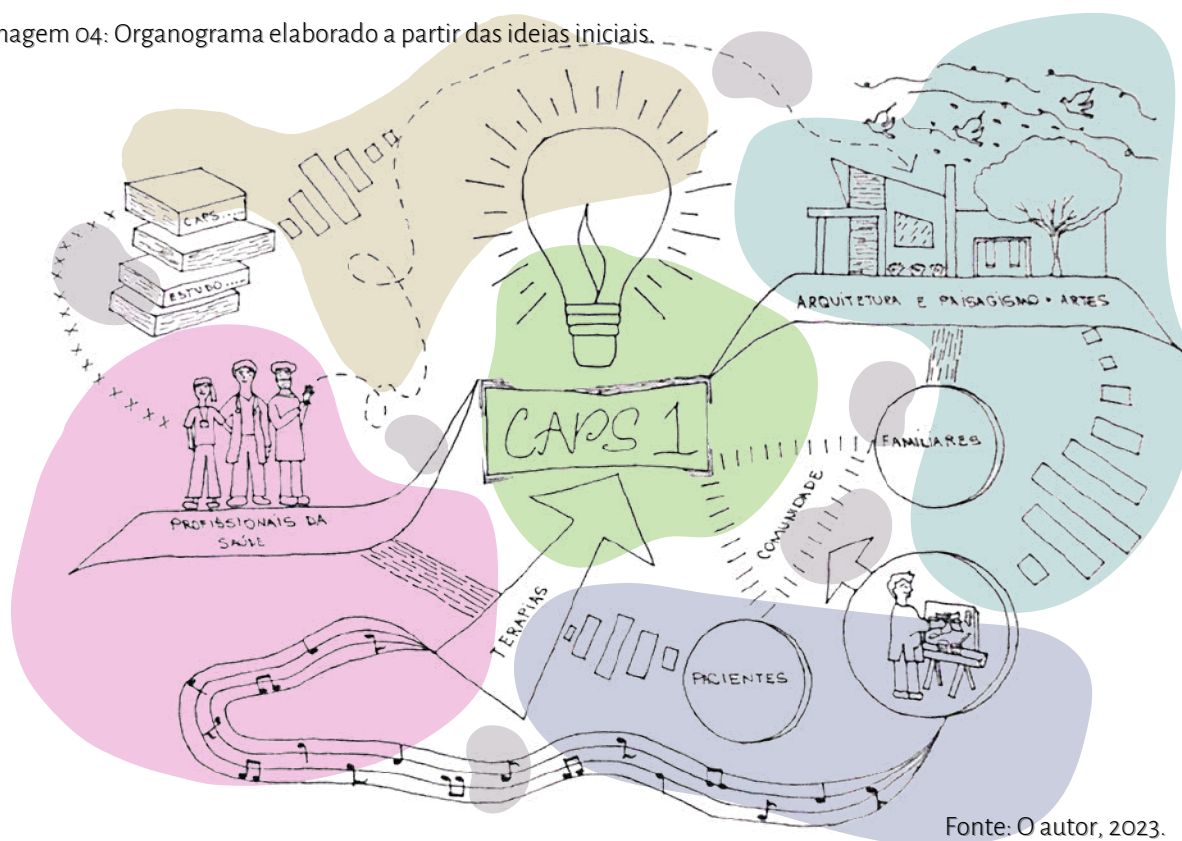 magem 04: Organograma elaborado a partir das ideias iniciais.
CAPS....
ESTUDO....
ARQUITETURA E PAISAGISMO • ARTES
CAPS 1
FAMILIARES
COMUNIDADE
PROFISSIONAIS DA
SAÚDE
TERAPIAS
PACIENTES
Fonte: O autor, 2023.